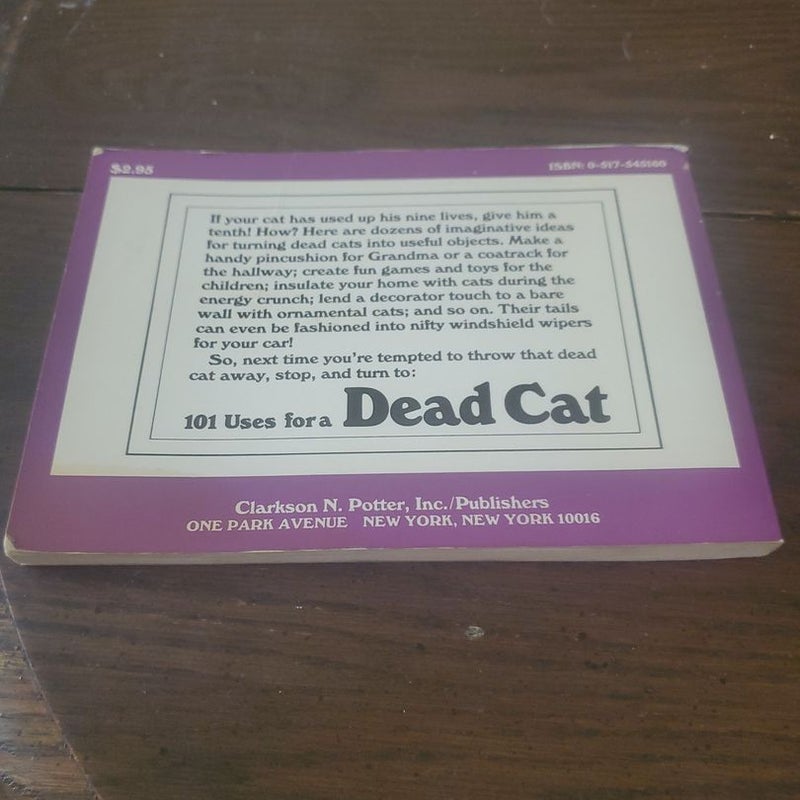 $2.95
ISBN: 0-517-545160
If your cat has used up his nine lives, give him a
tenth! How? Here are dozens of imaginative ideas
for turning dead cats into useful objects. Make a
handy pincushion for Grandma or a coatrack for
the hallway; create fun games and toys for the
children; insulate your home with cats during the
energy crunch; lend a decorator touch to a bare
wall with ornamental cats; and so on. Their tails
can even be fashioned into nifty windshield wipers
for your car!
So, next time you're tempted to throw that dead
cat away, stop, and turn to:
101 Uses for a Dead Cat
Clarkson N. Potter, Inc./Publishers
ONE PARK AVENUE NEW YORK, NEW YORK 10016